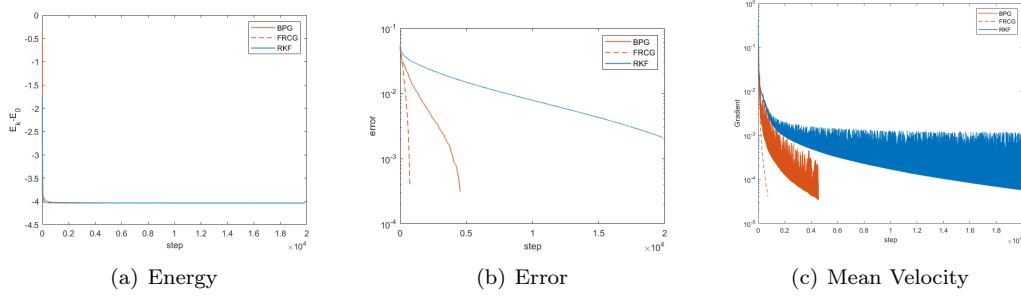 0
-0.5
-1
-1.5
-2
-2.5
-3
-3.5
-4
-4.5
E_k-E_0
0 0.2 0.4 0.6 0.8 1 1.2 1.4 1.6 1.8 2
step
×10^4
BPG
FRCG
RKF
(a) Energy
10^-1
10^-2
10^-3
10^-4
error
0 0.5 1 1.5 2
step
×10^4
BPG
FRCG
RKF
(b) Error
10^0
10^-1
10^-2
10^-3
10^-4
10^-5
Gradient
0 0.2 0.4 0.6 0.8 1 1.2 1.4 1.6 1.8 2
step
BPG
FRCG
RKF
(c) Mean Velocity